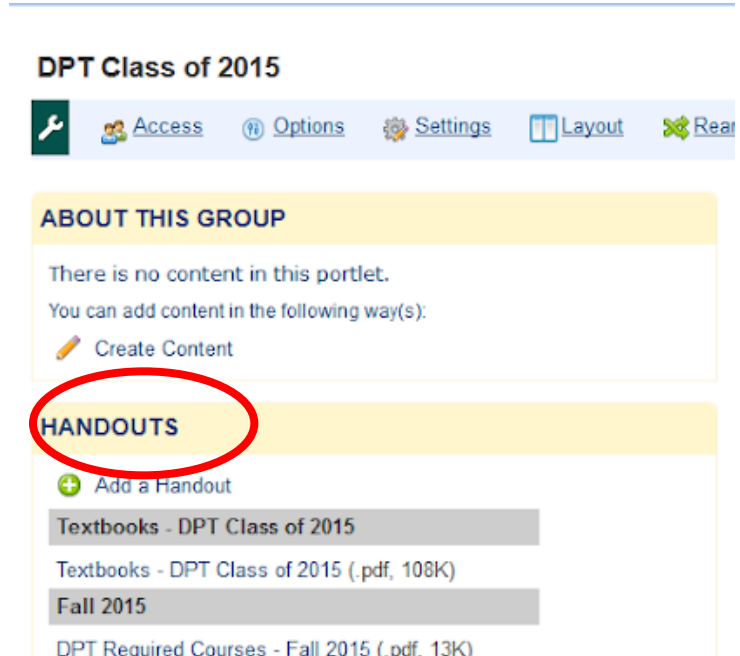 DPT Class of 2015
Access Options Settings Layout Rear
ABOUT THIS GROUP
There is no content in this portlet.
You can add content in the following way(s):
Create Content
HANDOUTS
Add a Handout
Textbooks - DPT Class of 2015
Textbooks - DPT Class of 2015 (.pdf, 108K)
Fall 2015
DPT Required Courses - Fall 2015 (.pdf, 13K)